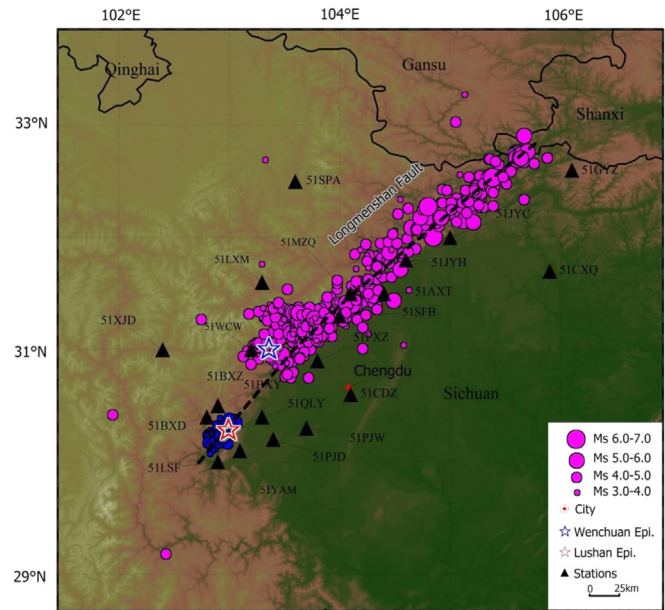 102°E
104°E
106°E
Qinghai
Gansu
33°N
Shanxi
51SPA
51GYZ
Longmenshan Fault
51JYC
51MZQ
51LXM
51JYH
51CXQ
51AXT
51XJD
51WCW
51SFB
31°N
51PXZ
51BXZ
51BXY
Chengdu
Sichuan
51CDZ
51QLY
51BXD
51PJW
51PJD
51LSF
51YAM
29°N
Ms 6.0-7.0
Ms 5.0-6.0
Ms 4.0-5.0
Ms 3.0-4.0
City
Wenchuan Epi.
Lushan Epi.
Stations
0 25km